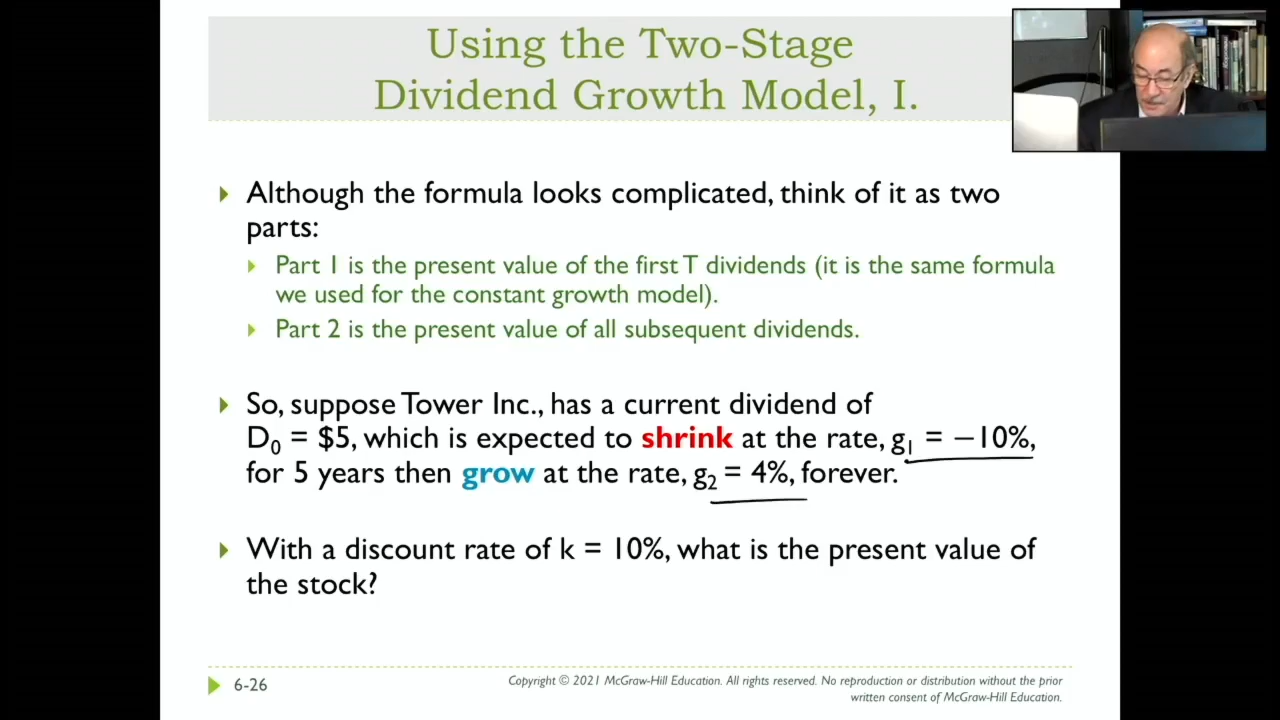 Using the Two-Stage
Dividend Growth Model, I.
Although the formula looks complicated, think of it as two
parts:
Part 1 is the present value of the first T dividends (it is the same formula
we used for the constant growth model).
Part 2 is the present value of all subsequent dividends.
So, suppose Tower Inc., has a current dividend of
D₀ = $5, which is expected to shrink at the rate, g₁ = −10%,
for 5 years then grow at the rate, g₂ = 4%, forever.
With a discount rate of k = 10%, what is the present value of
the stock?
6-26
Copyright © 2021 McGraw-Hill Education. All rights reserved. No reproduction or distribution without the prior
written consent of McGraw-Hill Education.